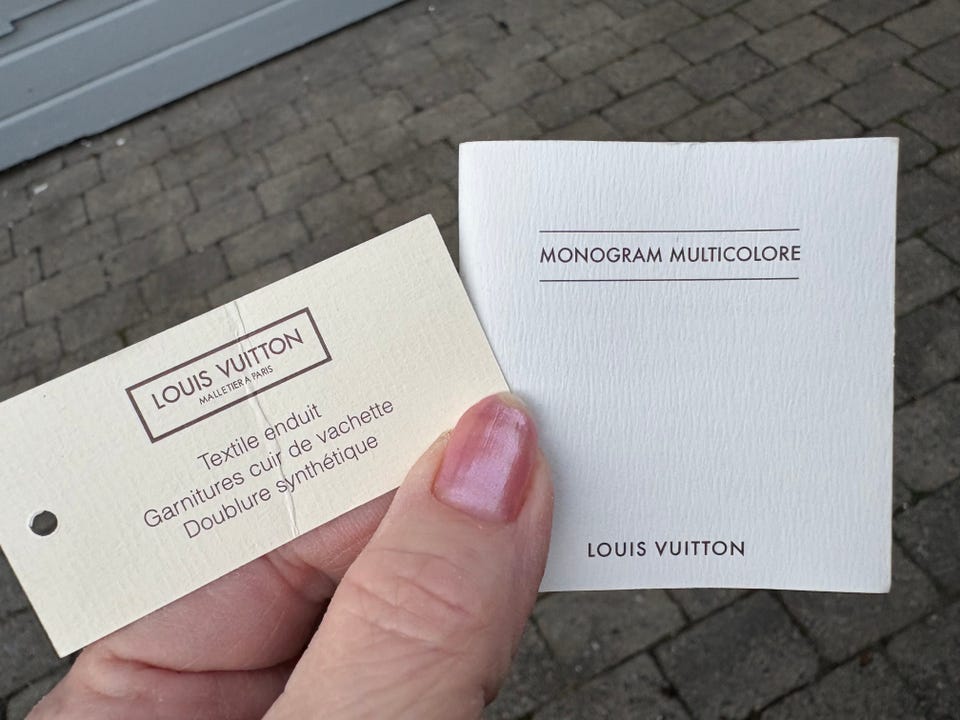 LOUIS VUITTON
MALLETIER A PARIS
Textile enduit
Garnitures cuir de vachette
Doublure synthétique
MONOGRAM MULTICOLORE
LOUIS VUITTON